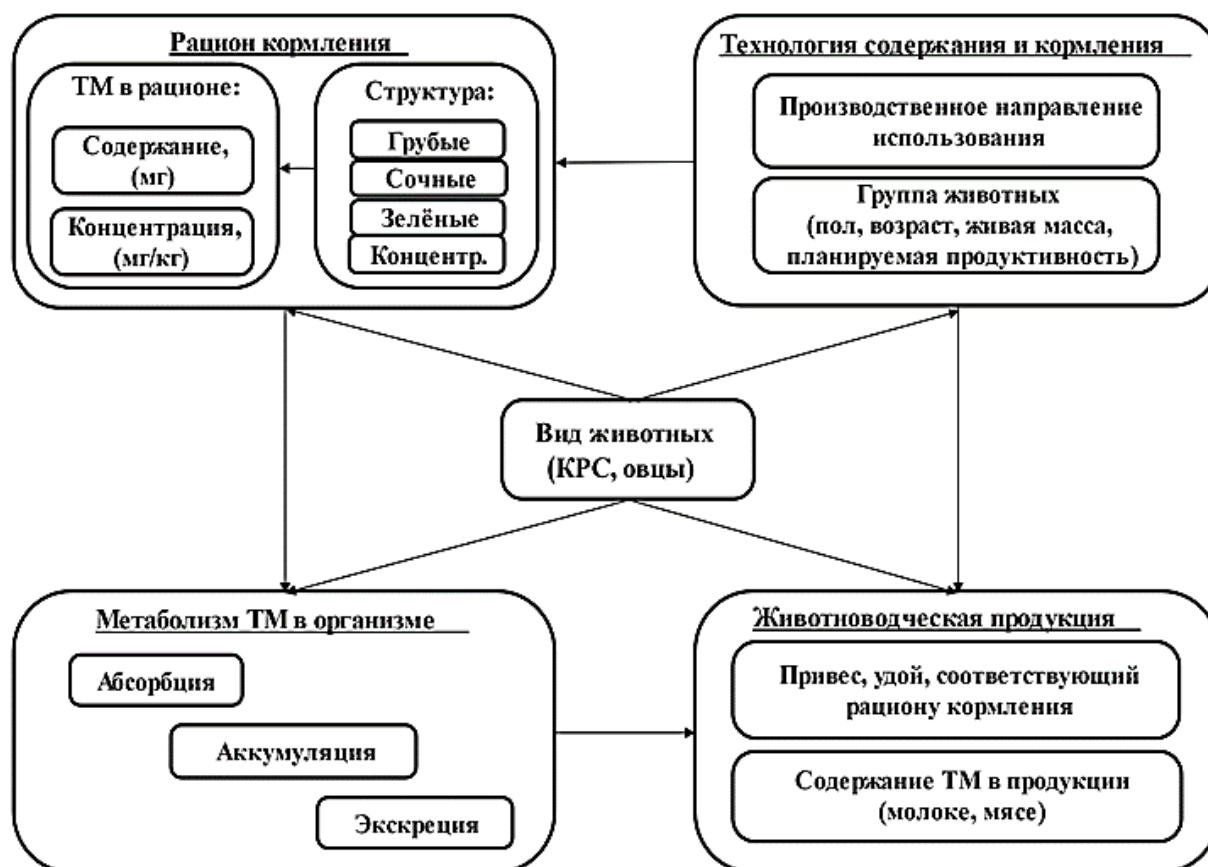 Рацион кормления
ТМ в рационе:
Содержание,
(мг)
Концентрация,
(мг/кг)
Структура:
Грубые
Сочные
Зелёные
Концентр.
Технология содержания и кормления
Производственное направление
использования
Группа животных
(пол, возраст, живая масса,
планируемая продуктивность)
Вид животных
(КРС, овцы)
Метаболизм ТМ в организме
Абсорбция
Аккумуляция
Экскреция
Животноводческая продукция
Привес, удой, соответствующий
рациону кормления
Содержание ТМ в продукции
(молоке, мясе)